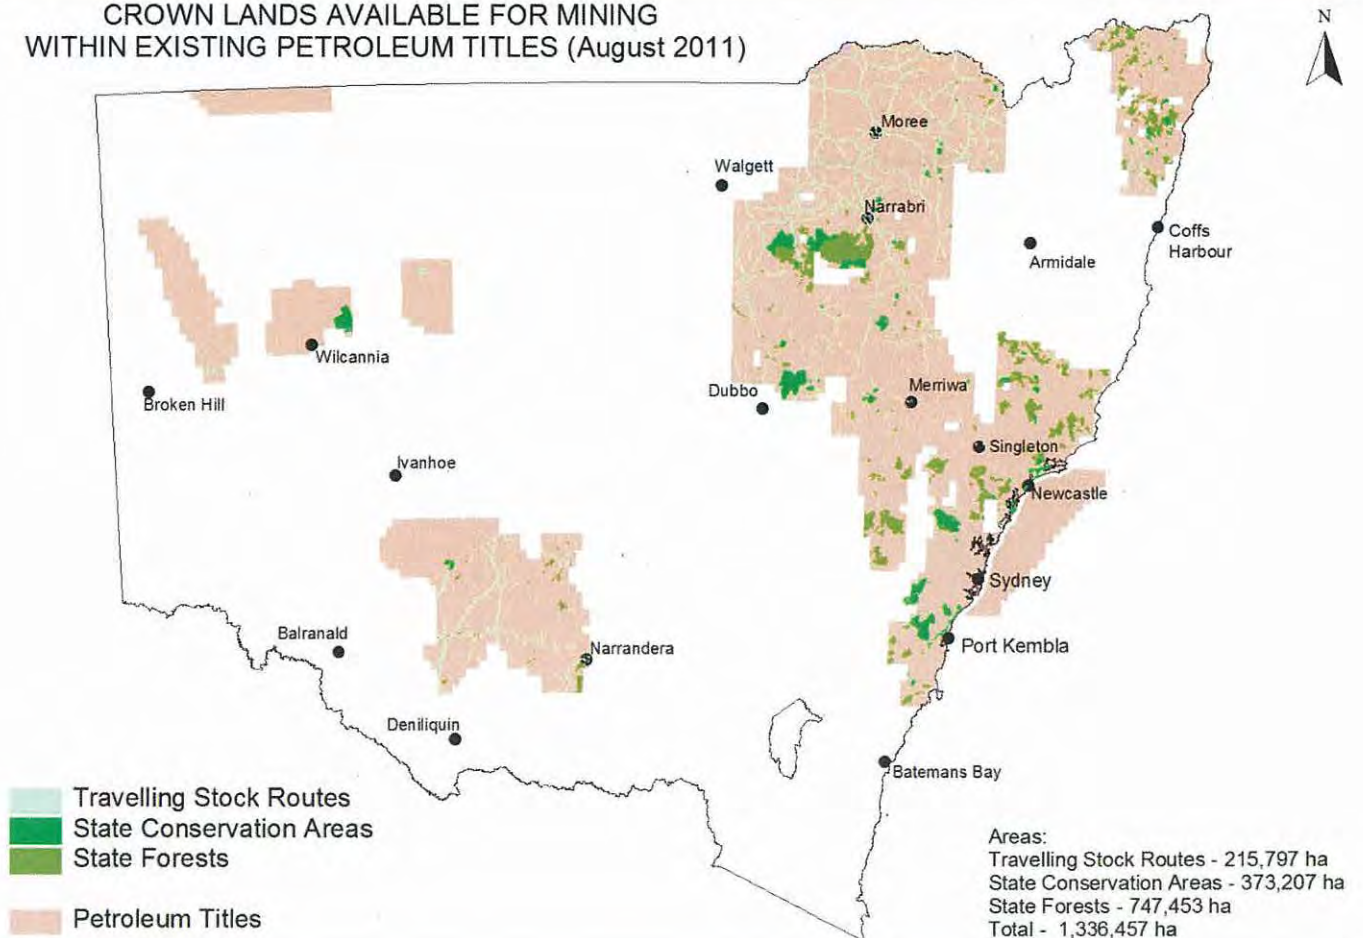 CROWN LANDS AVAILABLE FOR MINING
WITHIN EXISTING PETROLEUM TITLES (August 2011)
N
Moree
Walgett
Narrabri
Coffs
Harbour
Armidale
Wilcannia
Broken Hill
Dubbo
Merriwa
Singleton
Ivanhoe
Newcastle
Sydney
Balranald
Narrandera
Port Kembla
Deniliquin
Batemans Bay
Travelling Stock Routes
State Conservation Areas
State Forests
Petroleum Titles
Areas:
Travelling Stock Routes - 215,797 ha
State Conservation Areas - 373,207 ha
State Forests - 747,453 ha
Total - 1,336,457 ha